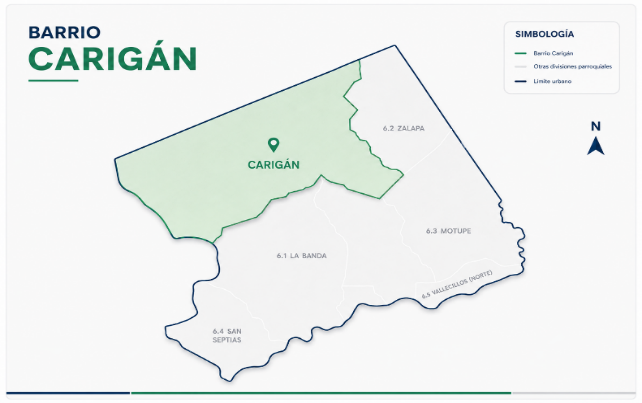 BARRIO
CARIGÁN
SIMBOLOGÍA
Barrio Carigán
Otras divisiones parroquiales
Límite urbano
N
6.2 ZALAPA
CARIGÁN
6.3 MOTUPE
6.1 LA BANDA
6.5 VALLECILLOS (NORTE)
6.4 SAN
SEPTIAS